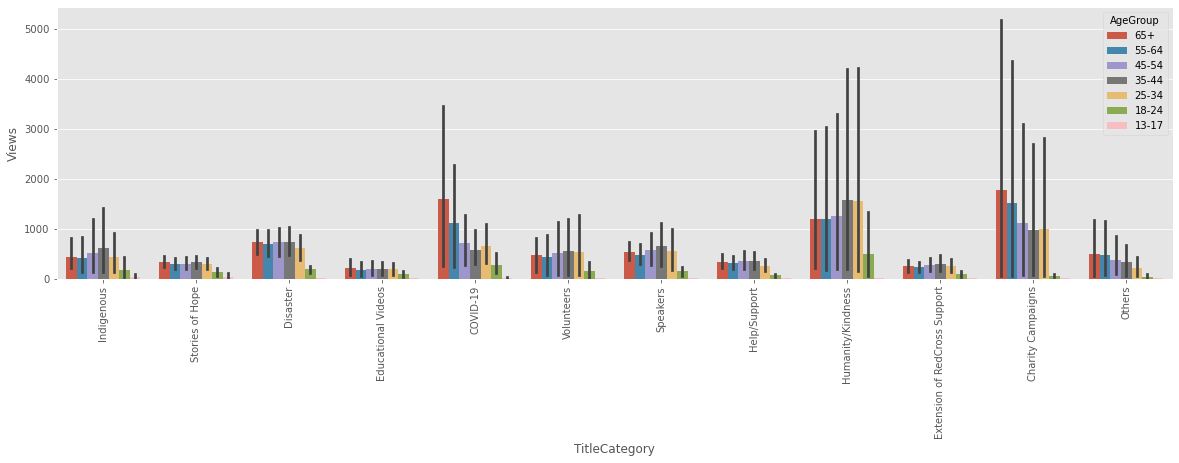 5000
4000
3000
2000
1000
0
Views
AgeGroup
65+
55-64
45-54
35-44
25-34
18-24
13-17
Indigenous
Stories of Hope
Disaster
Educational Videos
COVID-19
Volunteers
Speakers
Help/Support
Humanity/Kindness
Extension of RedCross Support
Charity Campaigns
Others
TitleCategory